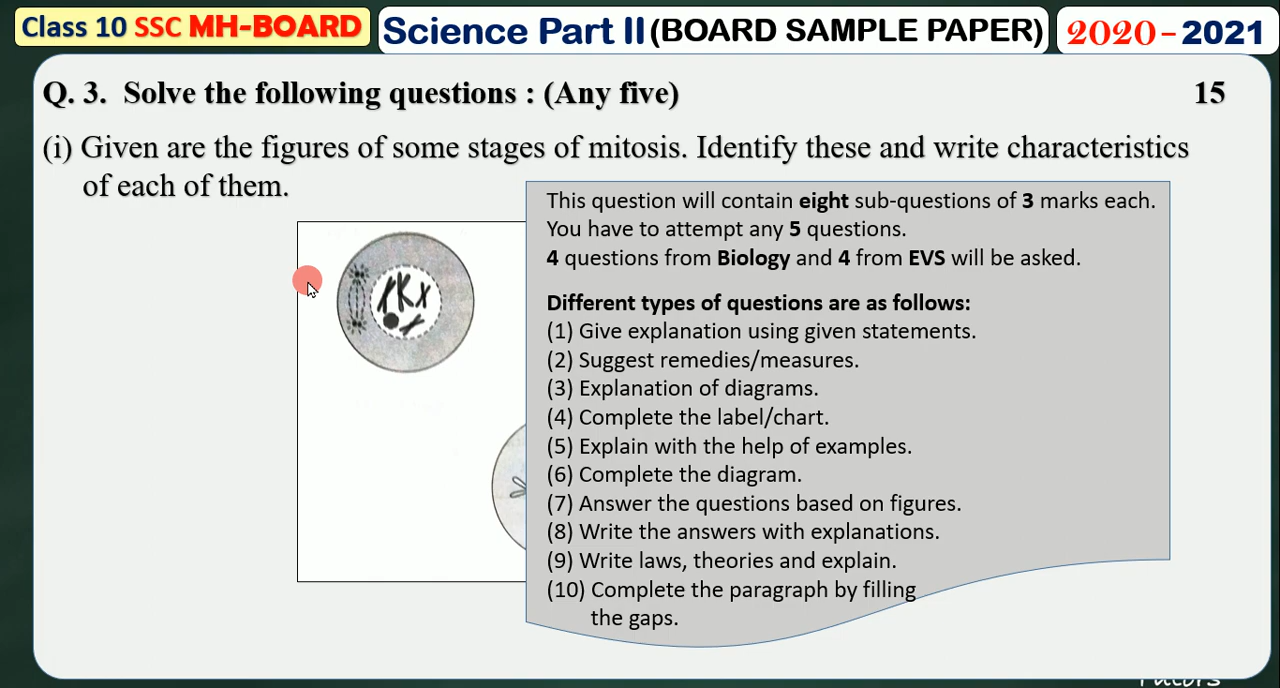 Class 10 SSC MH-BOARD
Science Part II (BOARD SAMPLE PAPER)
2020 - 2021
Q. 3. Solve the following questions : (Any five) 15
(i) Given are the figures of some stages of mitosis. Identify these and write characteristics
of each of them.
This question will contain eight sub-questions of 3 marks each.
You have to attempt any 5 questions.
4 questions from Biology and 4 from EVS will be asked.
Different types of questions are as follows:
(1) Give explanation using given statements.
(2) Suggest remedies/measures.
(3) Explanation of diagrams.
(4) Complete the label/chart.
(5) Explain with the help of examples.
(6) Complete the diagram.
(7) Answer the questions based on figures.
(8) Write the answers with explanations.
(9) Write laws, theories and explain.
(10) Complete the paragraph by filling
the gaps.